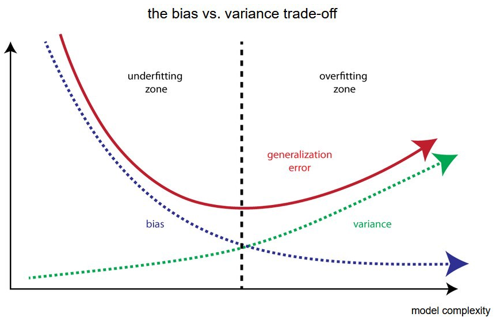 the bias vs. variance trade-off
underfitting
zone
overfitting
zone
generalization
error
bias
variance
model complexity